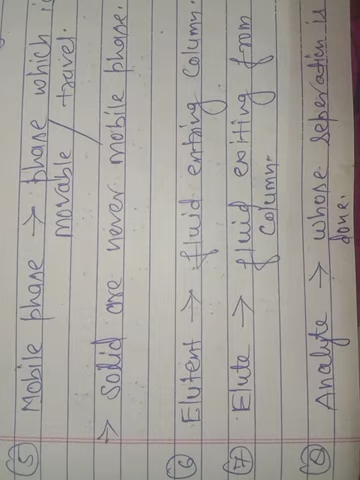 (5) Mobile phase → phase which is
movable / travel.
→ Solid are never mobile phase.
(6) Elutent → fluid entring column.
(7) Elute → fluid exiting from
column.
(8) Analyte → whose seperation is
done.